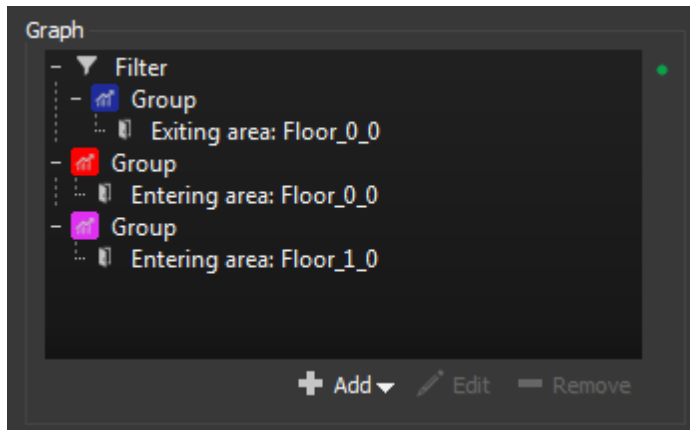 Graph
Filter
Group
Exiting area: Floor_0_0
Group
Entering area: Floor_0_0
Group
Entering area: Floor_1_0
Add Edit Remove